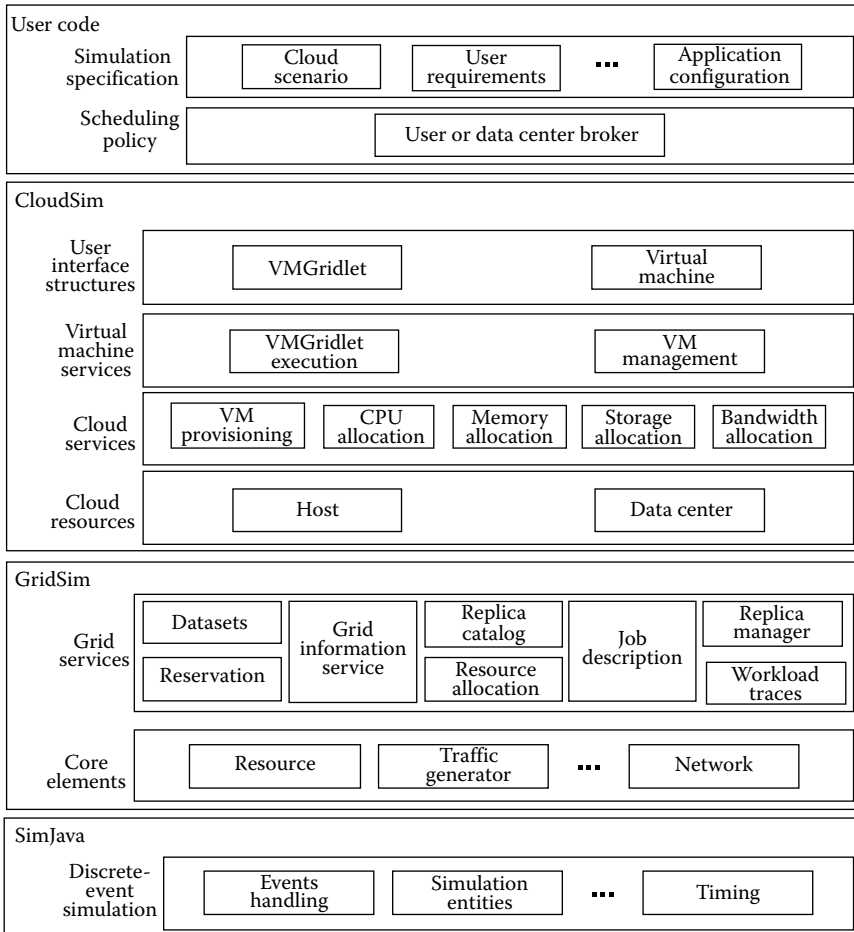 User code
Simulation
specification
Cloud
scenario
User
requirements
...
Application
configuration
Scheduling
policy
User or data center broker
CloudSim
User
interface
structures
VMGridlet
Virtual
machine
Virtual
machine
services
VMGridlet
execution
VM
management
Cloud
services
VM
provisioning
CPU
allocation
Memory
allocation
Storage
allocation
Bandwidth
allocation
Cloud
resources
Host
Data center
GridSim
Grid
services
Datasets
Reservation
Grid
information
service
Replica
catalog
Resource
allocation
Job
description
Replica
manager
Workload
traces
Core
elements
Resource
Traffic
generator
...
Network
SimJava
Discrete-
event
simulation
Events
handling
Simulation
entities
...
Timing